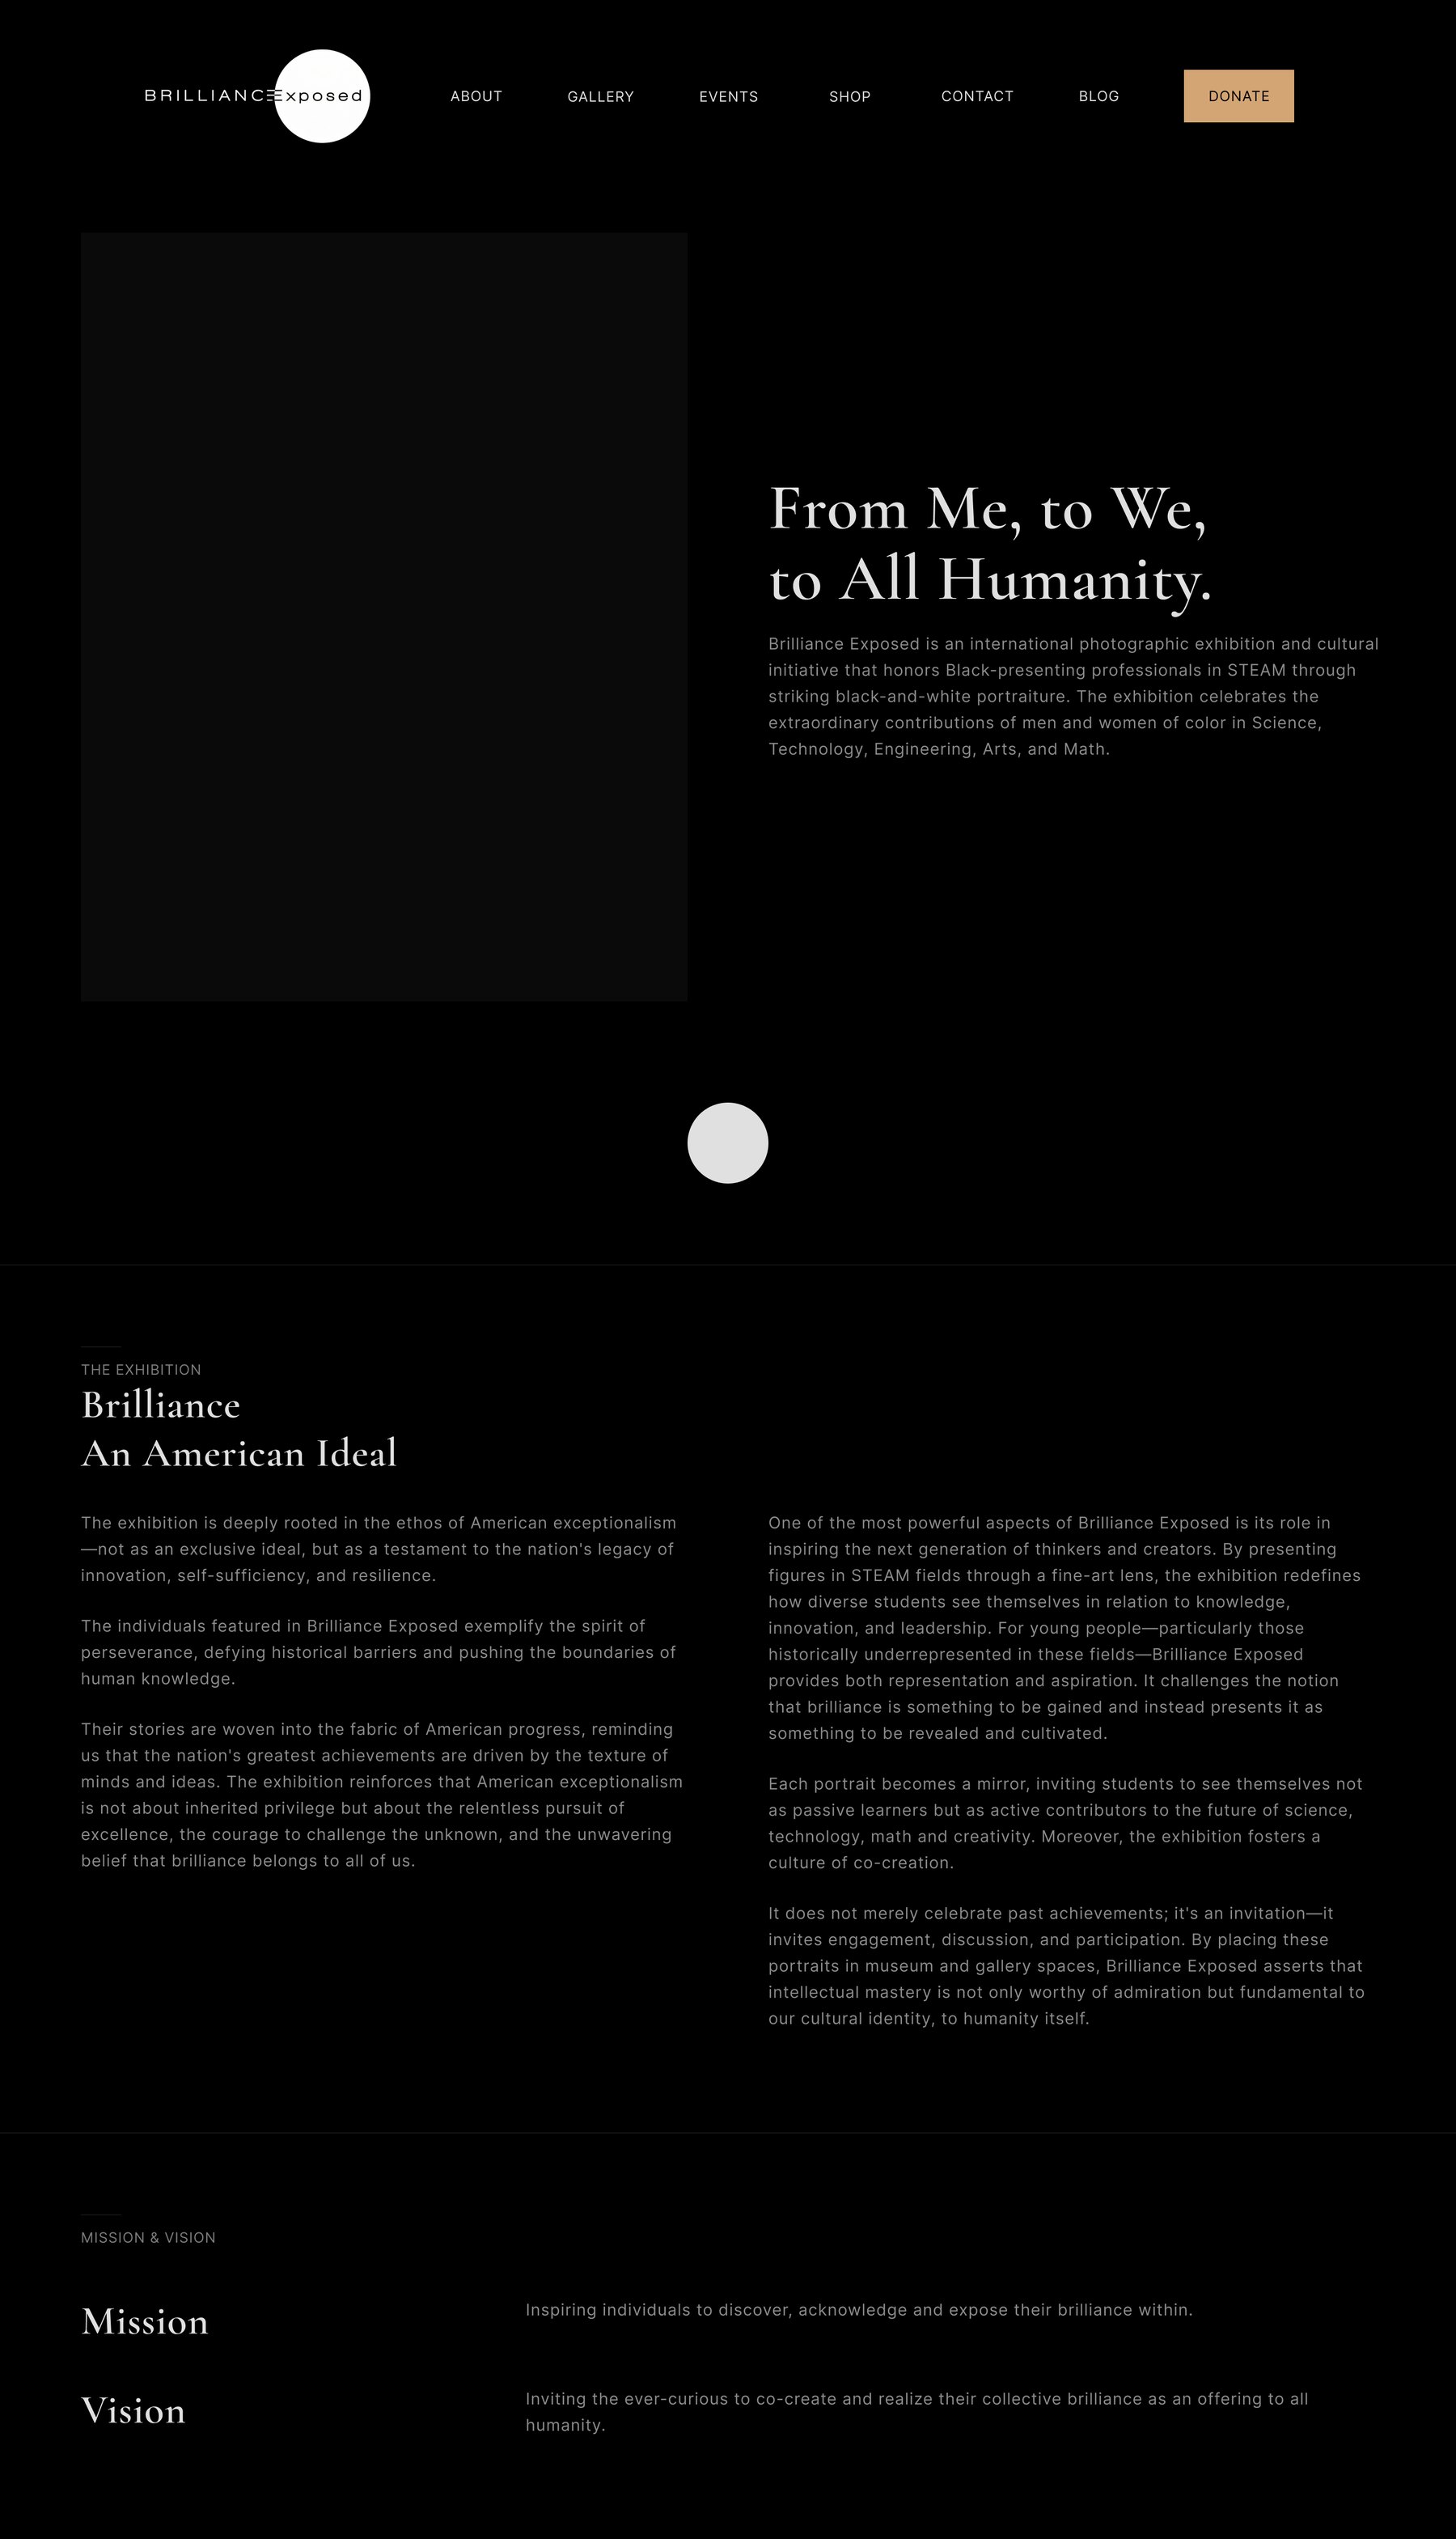 BRILLIANCExposed
ABOUT
GALLERY
EVENTS
SHOP
CONTACT
BLOG
DONATE
From Me, to We,
to All Humanity.
Brilliance Exposed is an international photographic exhibition and cultural
initiative that honors Black-presenting professionals in STEAM through
striking black-and-white portraiture. The exhibition celebrates the
extraordinary contributions of men and women of color in Science,
Technology, Engineering, Arts, and Math.
THE EXHIBITION
Brilliance
An American Ideal
The exhibition is deeply rooted in the ethos of American exceptionalism
—not as an exclusive ideal, but as a testament to the nation's legacy of
innovation, self-sufficiency, and resilience.
The individuals featured in Brilliance Exposed exemplify the spirit of
perseverance, defying historical barriers and pushing the boundaries of
human knowledge.
Their stories are woven into the fabric of American progress, reminding
us that the nation's greatest achievements are driven by the texture of
minds and ideas. The exhibition reinforces that American exceptionalism
is not about inherited privilege but about the relentless pursuit of
excellence, the courage to challenge the unknown, and the unwavering
belief that brilliance belongs to all of us.
One of the most powerful aspects of Brilliance Exposed is its role in
inspiring the next generation of thinkers and creators. By presenting
figures in STEAM fields through a fine-art lens, the exhibition redefines
how diverse students see themselves in relation to knowledge,
innovation, and leadership. For young people—particularly those
historically underrepresented in these fields—Brilliance Exposed
provides both representation and aspiration. It challenges the notion
that brilliance is something to be gained and instead presents it as
something to be revealed and cultivated.
Each portrait becomes a mirror, inviting students to see themselves not
as passive learners but as active contributors to the future of science,
technology, math and creativity. Moreover, the exhibition fosters a
culture of co-creation.
It does not merely celebrate past achievements; it's an invitation—it
invites engagement, discussion, and participation. By placing these
portraits in museum and gallery spaces, Brilliance Exposed asserts that
intellectual mastery is not only worthy of admiration but fundamental to
our cultural identity, to humanity itself.
MISSION & VISION
Mission
Inspiring individuals to discover, acknowledge and expose their brilliance within.
Vision
Inviting the ever-curious to co-create and realize their collective brilliance as an offering to all
humanity.